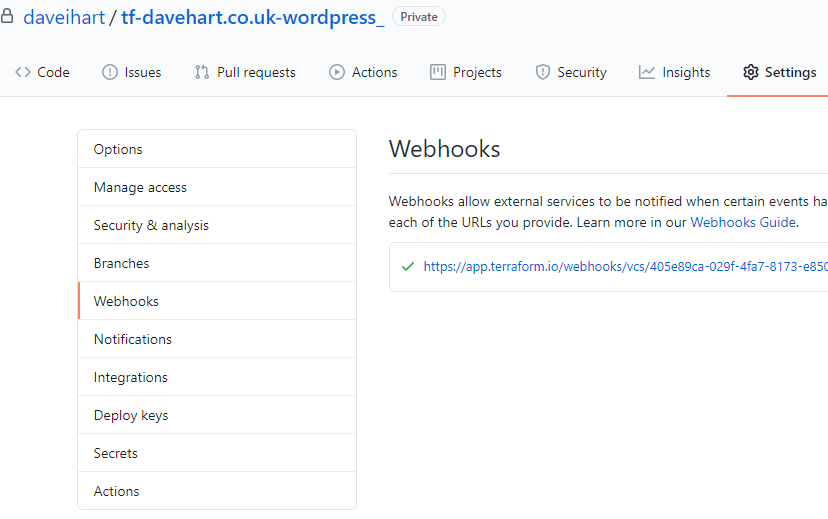 daveihart / tf-davehart.co.uk-wordpress_ Private
Code Issues Pull requests Actions Projects Security Insights Settings
Options
Manage access
Security & analysis
Branches
Webhooks
Notifications
Integrations
Deploy keys
Secrets
Actions
Webhooks
Webhooks allow external services to be notified when certain events ha
each of the URLs you provide. Learn more in our Webhooks Guide.
https://app.terraform.io/webhooks/vcs/405e89ca-029f-4fa7-8173-e850